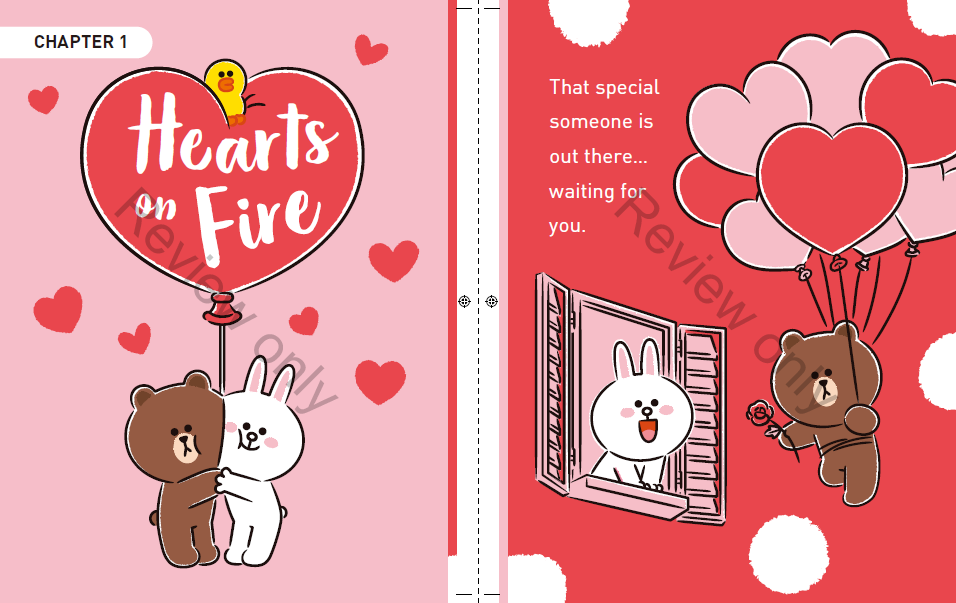 CHAPTER 1
Hearts
on Fire
Review only
That special
someone is
out there...
waiting for
you.
Review only